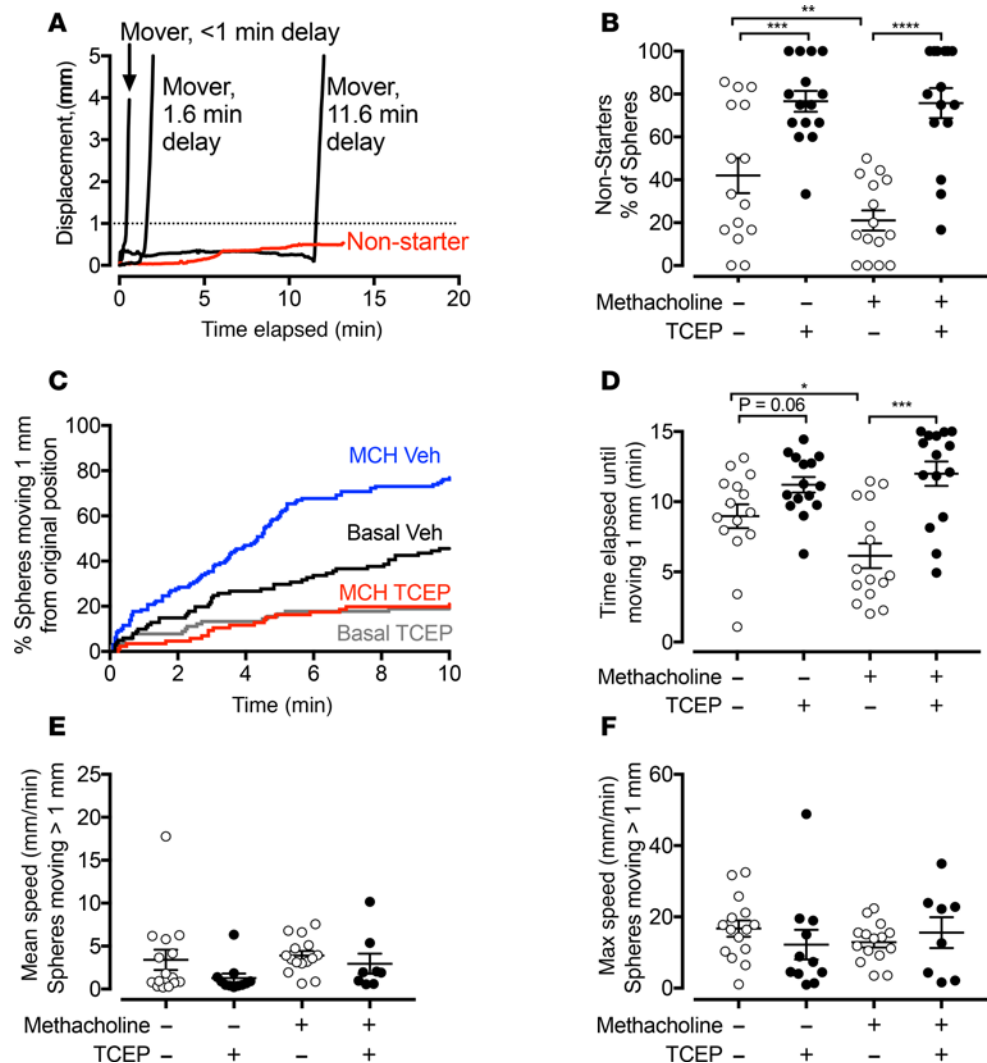 A
Mover, <1 min delay
Mover,
1.6 min
delay
Mover,
11.6 min
delay
Non-starter
Displacement,(mm)
5
4
3
2
1
0
0 5 10 15 20
Time elapsed (min)
B
**
*** ****
Non-Starters
% of Spheres
100
80
60
40
20
0
Methacholine – – + +
TCEP – + – +
C
% Spheres moving 1 mm
from original position
100
80
60
40
20
0
MCH Veh
Basal Veh
MCH TCEP
Basal TCEP
0 2 4 6 8 10
Time (min)
D
*
P = 0.06 ***
Time elapsed until
moving 1 mm (min)
15
10
5
0
Methacholine – – + +
TCEP – + – +
E
Mean speed (mm/min)
Spheres moving > 1 mm
25
20
15
10
5
0
Methacholine – – + +
TCEP – + – +
F
Max speed (mm/min)
Spheres moving > 1 mm
60
40
20
0
Methacholine – – + +
TCEP – + – +